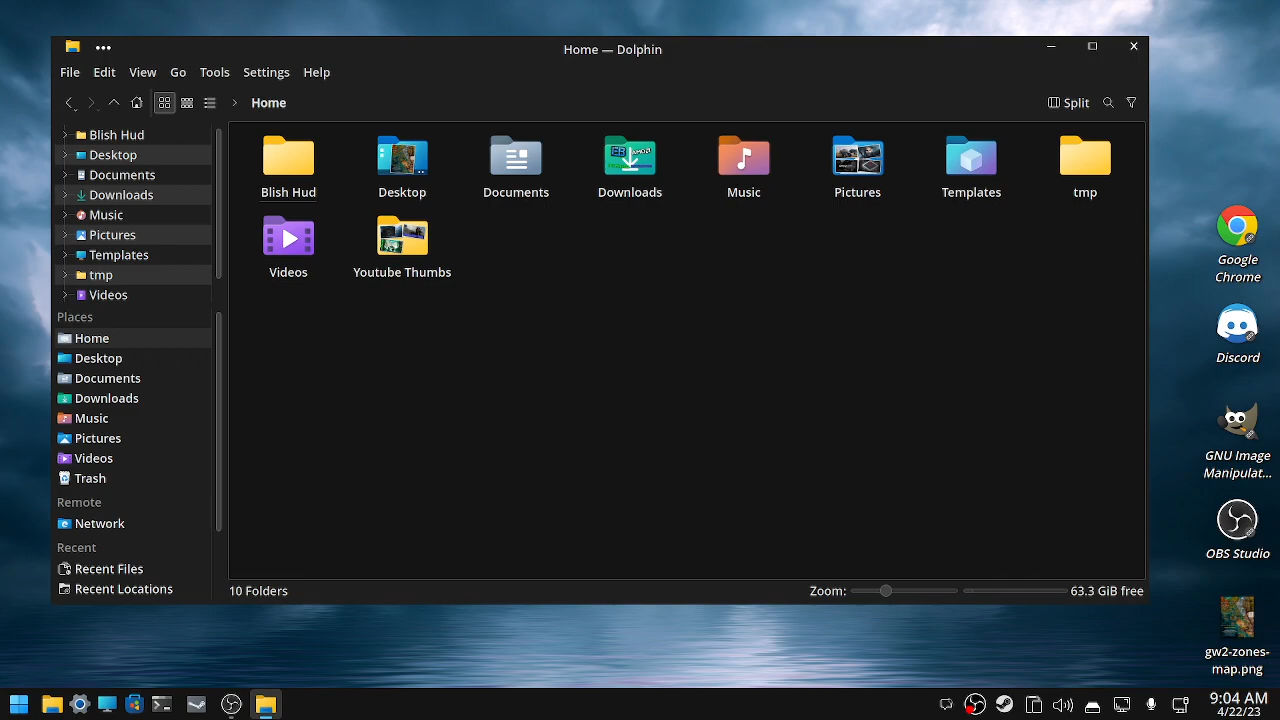 Home — Dolphin
File Edit View Go Tools Settings Help
Home
Split
Blish Hud
Desktop
Documents
Downloads
Music
Pictures
Templates
tmp
Videos
Places
Home
Desktop
Documents
Downloads
Music
Pictures
Videos
Trash
Remote
Network
Recent
Recent Files
Recent Locations
Blish Hud
Desktop
Documents
Downloads
Music
Pictures
Templates
tmp
Videos
Youtube Thumbs
10 Folders
Zoom:
63.3 GiB free
Google
Chrome
Discord
GNU Image
Manipulat...
OBS Studio
gw2-zones-
map.png
9:04 AM
4/22/23